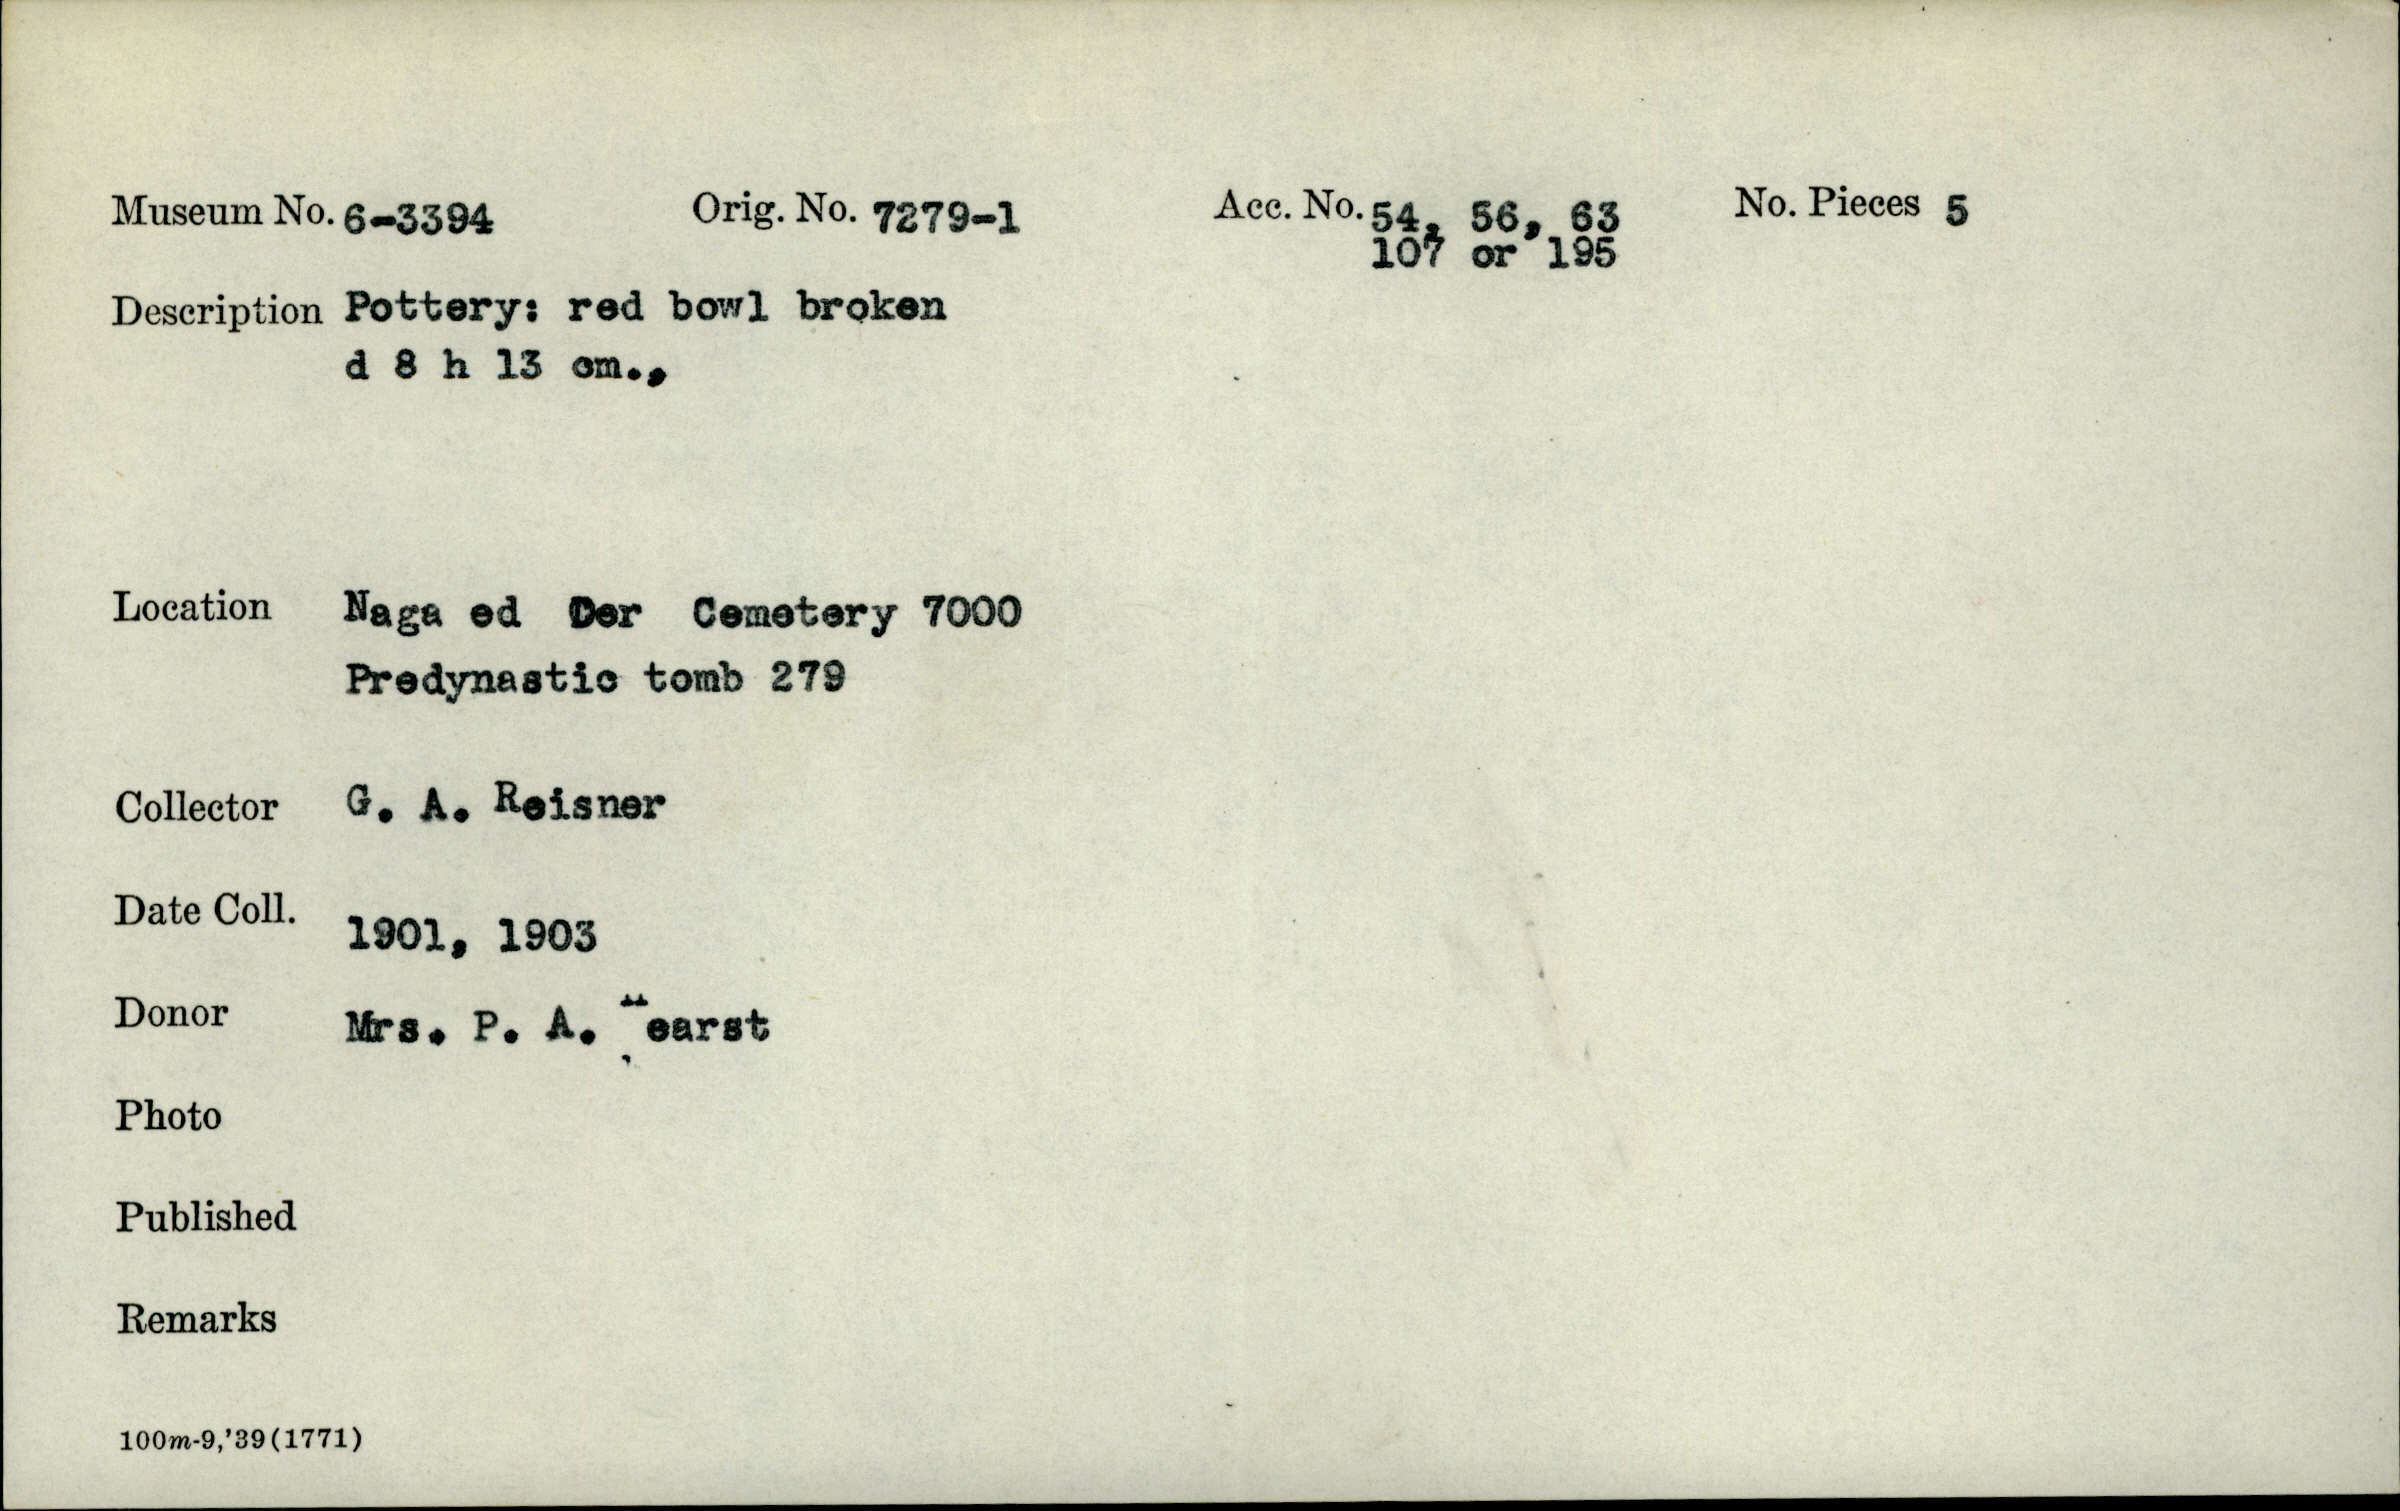 Museum No. 6-3394 Orig. No. 7279-1 Acc. No. 54, 56, 63 No. Pieces 5
107 or 195
Description Pottery: red bowl broken
d 8 h 13 cm.,
Location Naga ed Der Cemetery 7000
Predynastic tomb 279
Collector G. A. Reisner
Date Coll. 1901, 1903
Donor Mrs. P. A. Hearst
Photo
Published
Remarks
100m-9,'39(1771)